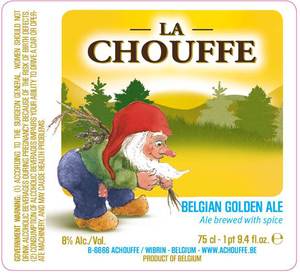 LA
CHOUFFE
BELGIAN GOLDEN ALE
Ale brewed with spice
8% Alc./Vol.
75 cl - 1 pt 9.4 fl.oz. ℮
B-6666 ACHOUFFE / WIBRIN - BELGIUM - WWW.ACHOUFFE.BE
PRODUCT OF BELGIUM
GOVERNMENT WARNING: (1) ACCORDING TO THE SURGEON GENERAL, WOMEN SHOULD NOT
DRINK ALCOHOLIC BEVERAGES DURING PREGNANCY BECAUSE OF THE RISK OF BIRTH DEFECTS.
(2) CONSUMPTION OF ALCOHOLIC BEVERAGES IMPAIRS YOUR ABILITY TO DRIVE A CAR OR OPER-
ATE MACHINERY, AND MAY CAUSE HEALTH PROBLEMS.